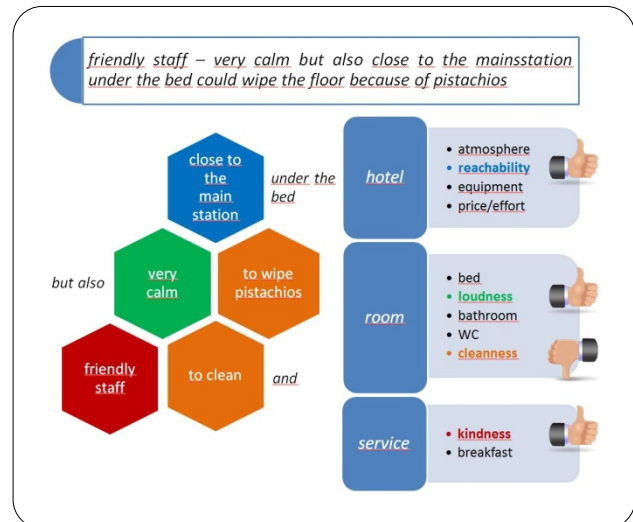 friendly staff – very calm but also close to the mainsstation
under the bed could wipe the floor because of pistachios
close to
the
main
station
under the
bed
but also
very
calm
to wipe
pistachios
friendly
staff
to clean
and
hotel
• atmosphere
• reachability
• equipment
• price/effort
room
• bed
• loudness
• bathroom
• WC
• cleanness
service
• kindness
• breakfast